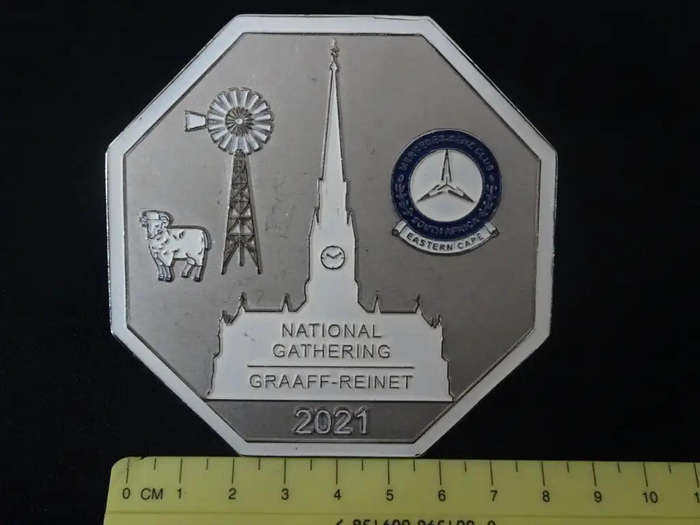 MERCEDES-BENZ CLUB
SOUTH AFRICA
EASTERN CAPE
NATIONAL
GATHERING
GRAAFF-REINET
2021
0 CM 1 2 3 4 5 6 7 8 9 10